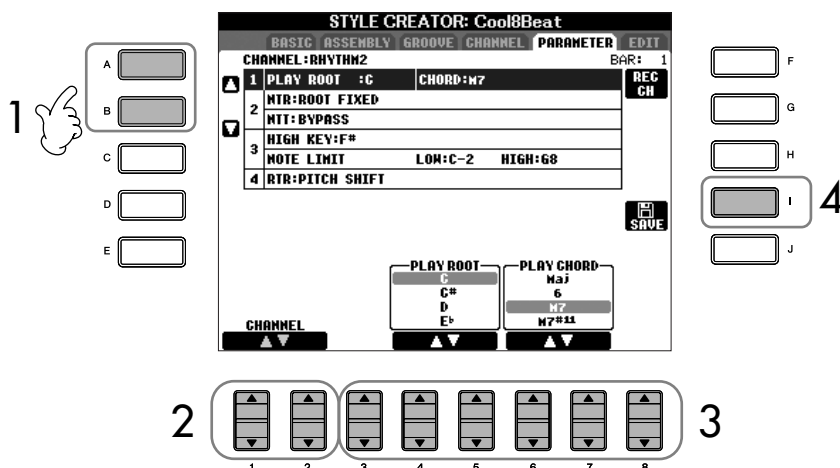 STYLE CREATOR: Cool8Beat
BASIC ASSEMBLY GROOVE CHANNEL PARAMETER EDIT
CHANNEL:RHYTHM2 BAR: 1
1 PLAY ROOT :C CHORD:M7
REC CH
2 NTR:ROOT FIXED
NTT:BYPASS
3 HIGH KEY:F#
NOTE LIMIT LOW:C-2 HIGH:G8
4 RTR:PITCH SHIFT
SAVE
PLAY ROOT PLAY CHORD
C Maj
C# 6
D M7
E♭ M7#11
CHANNEL
A
B
C
D
E
F
G
H
I
J
1
4
2
3
1 2 3 4 5 6 7 8